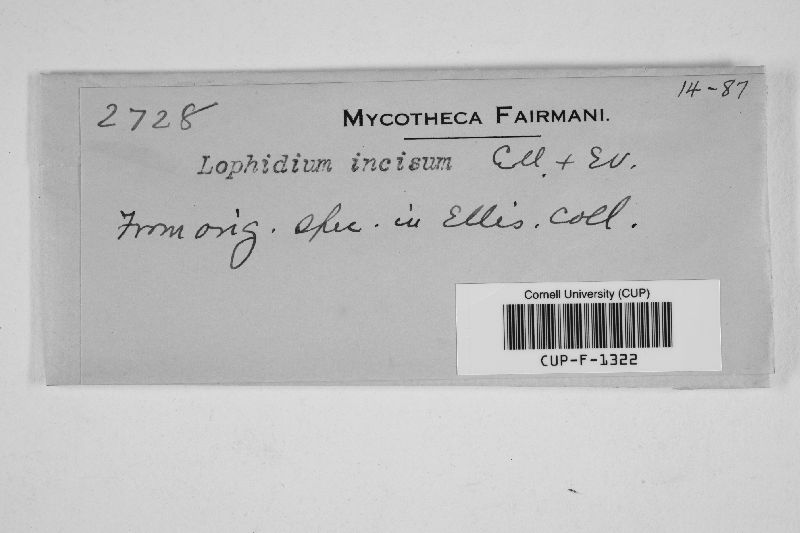 14-87
2728
MYCOTHECA FAIRMANI.
Lophidium incisum Ell. + Ev.
From orig. spec. in Ellis. Coll.
Cornell University (CUP)
CUP-F-1322